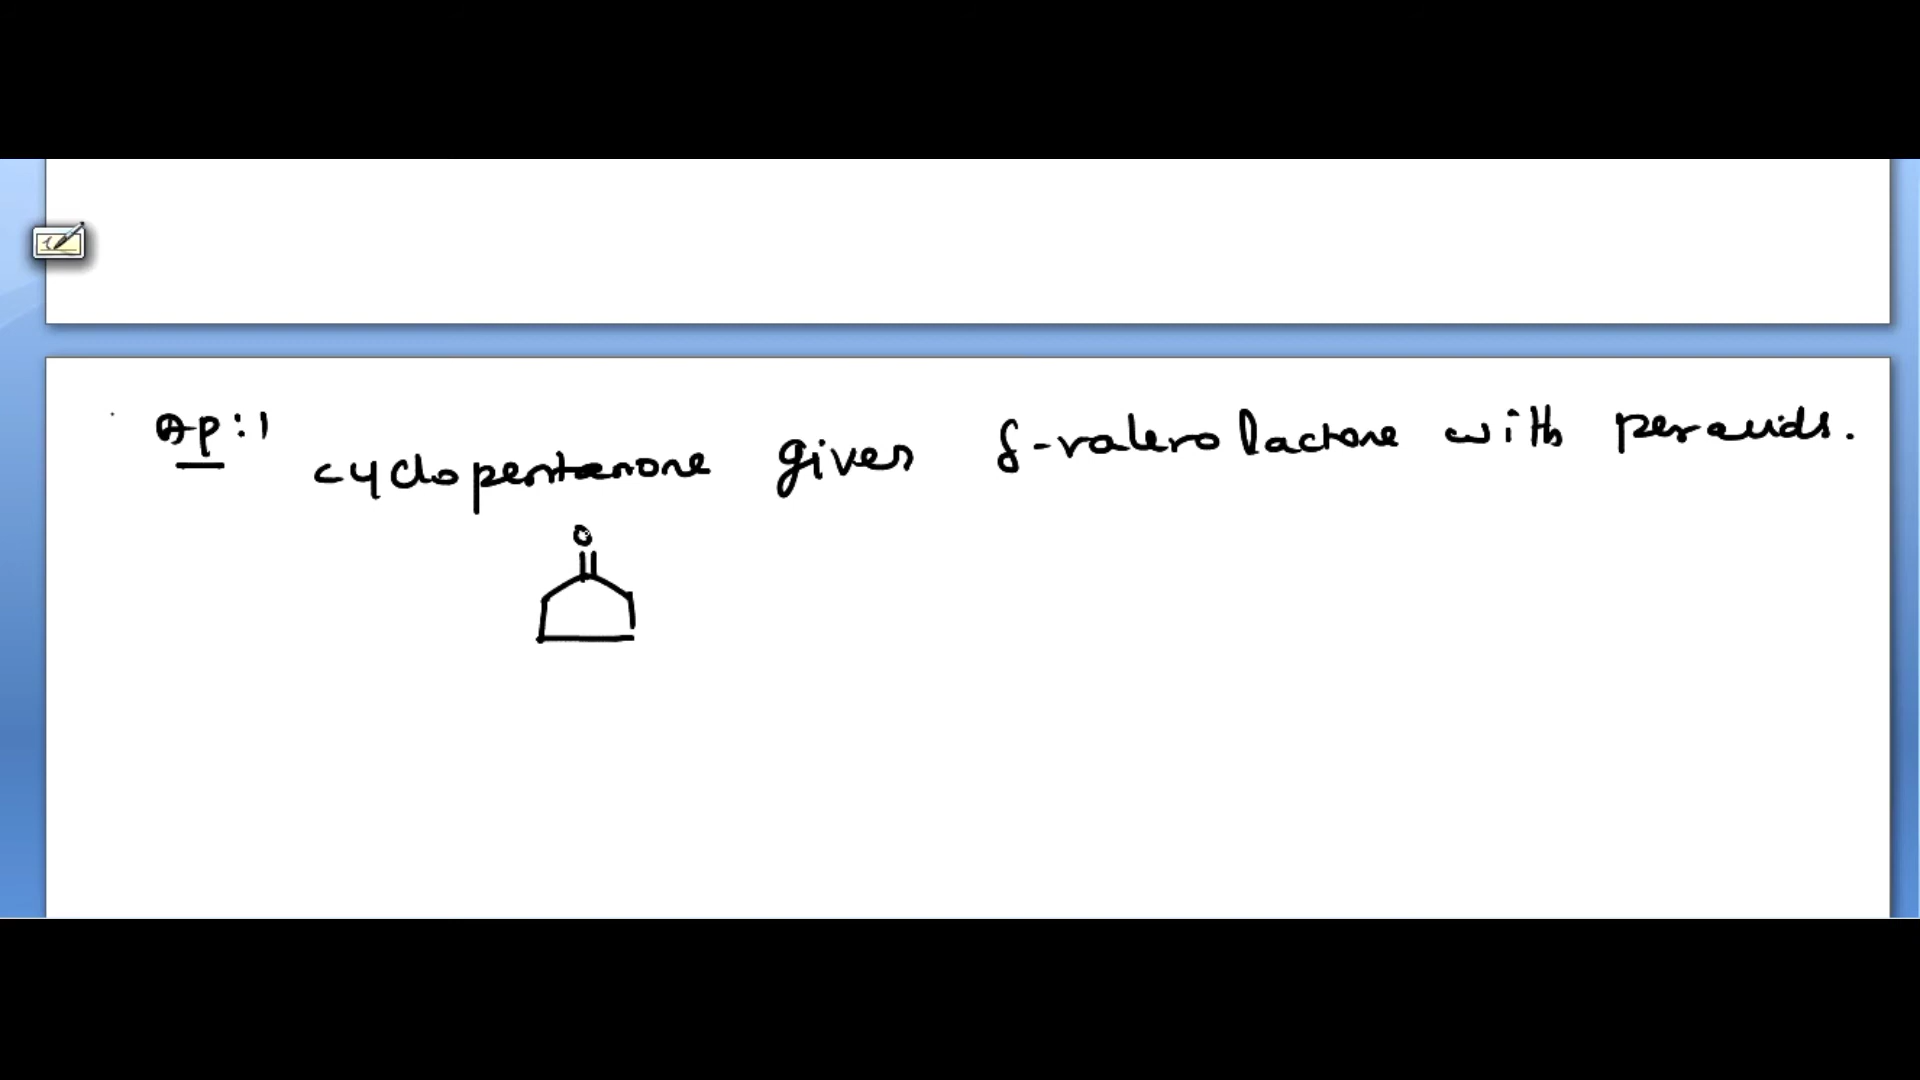 Ap:1
cyclopentanone gives δ-valerolactone with peracids.
O